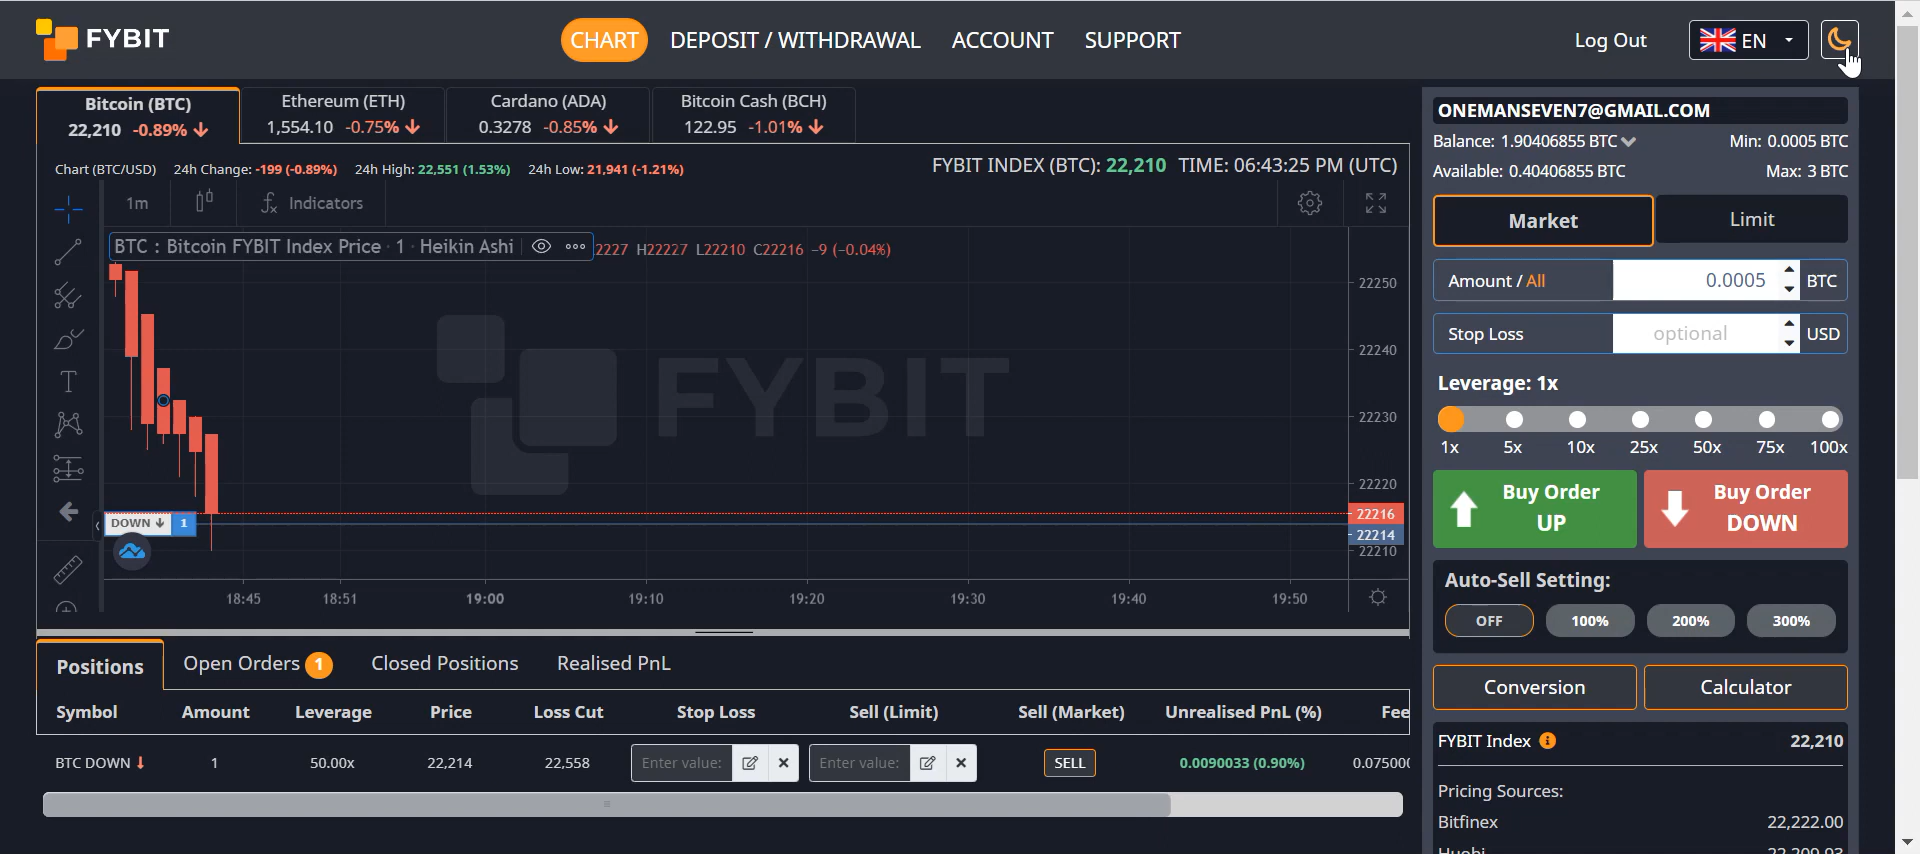 FYBIT
CHART DEPOSIT / WITHDRAWAL ACCOUNT SUPPORT
Log Out EN
Bitcoin (BTC)
22,210 -0.89%
Ethereum (ETH)
1,554.10 -0.75%
Cardano (ADA)
0.3278 -0.85%
Bitcoin Cash (BCH)
122.95 -1.01%
Chart (BTC/USD) 24h Change: -199 (-0.89%) 24h High: 22,551 (1.53%) 24h Low: 21,941 (-1.21%)
FYBIT INDEX (BTC): 22,210 TIME: 06:43:25 PM (UTC)
1m Indicators
BTC : Bitcoin FYBIT Index Price · 1 · Heikin Ashi 2227 H22227 L22210 C22216 -9 (-0.04%)
FYBIT
22250
22240
22230
22220
22216
22214
22210
DOWN 1
18:45 18:51 19:00 19:10 19:20 19:30 19:40 19:50
Positions Open Orders 1 Closed Positions Realised PnL
Symbol Amount Leverage Price Loss Cut Stop Loss Sell (Limit) Sell (Market) Unrealised PnL (%) Fee
BTC DOWN 1 50.00x 22,214 22,558 Enter value: Enter value: SELL 0.0090033 (0.90%) 0.07500
ONEMANSEVEN7@GMAIL.COM
Balance: 1.90406855 BTC Min: 0.0005 BTC
Available: 0.40406855 BTC Max: 3 BTC
Market Limit
Amount / All 0.0005 BTC
Stop Loss optional USD
Leverage: 1x
1x 5x 10x 25x 50x 75x 100x
Buy Order
UP
Buy Order
DOWN
Auto-Sell Setting:
OFF 100% 200% 300%
Conversion Calculator
FYBIT Index 22,210
Pricing Sources:
Bitfinex 22,222.00